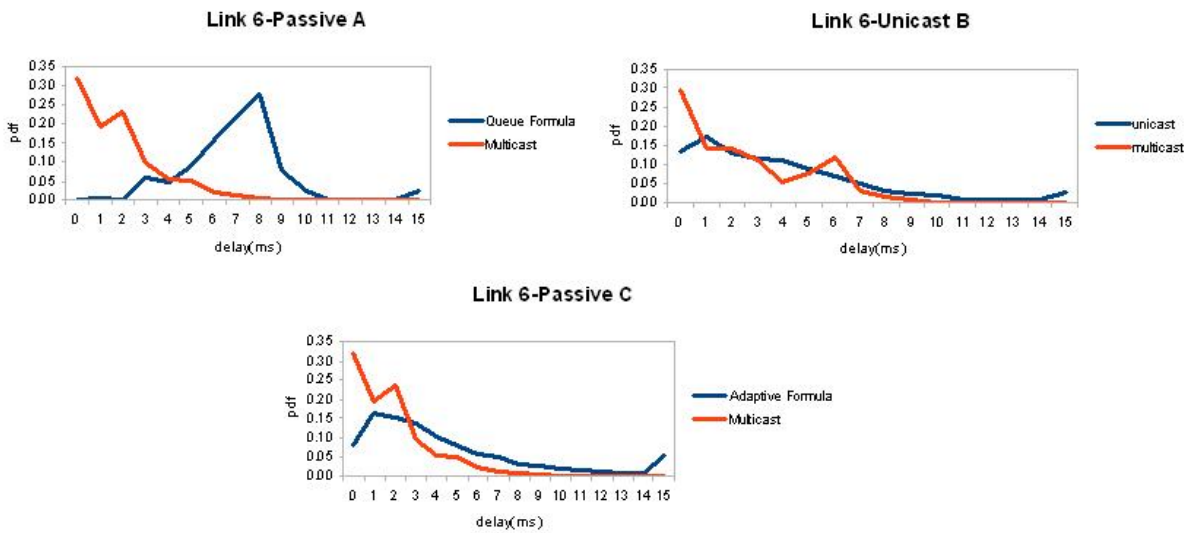 Link 6-Passive A
0.35
0.30
0.25
0.20
0.15
0.10
0.05
0.00
pdf
0 1 2 3 4 5 6 7 8 9 10 11 12 13 14 15
delay(ms)
Queue Formula
Multicast
Link 6-Unicast B
0.35
0.30
0.25
0.20
0.15
0.10
0.05
0.00
pdf
0 1 2 3 4 5 6 7 8 9 10 11 12 13 14 15
delay(ms)
unicast
multicast
Link 6-Passive C
0.35
0.30
0.25
0.20
0.15
0.10
0.05
0.00
pdf
0 1 2 3 4 5 6 7 8 9 10 11 12 13 14 15
delay(ms)
Adaptive Formula
Multicast